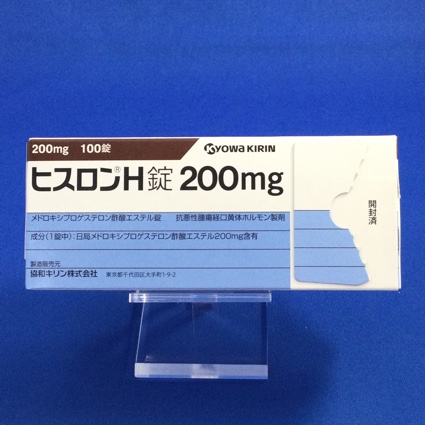 200mg 100錠
KYOWA KIRIN
ヒスロン®H錠 200mg
メドロキシプロゲステロン酢酸エステル錠 抗悪性腫瘍経口黄体ホルモン製剤
成分(1錠中):日局メドロキシプロゲステロン酢酸エステル200mg含有
開封済
製造販売元
協和キリン株式会社 東京都千代田区大手町1-9-2